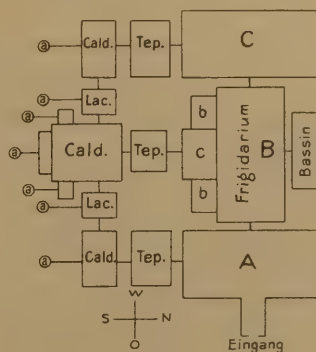 ⓐ Cald. Tep. C
ⓐ Lac.
ⓐ b
ⓐ Cald. Tep. c Frigidarium B Bassin
ⓐ b
ⓐ Lac.
ⓐ Cald. Tep. A
W
S N
O
Eingang